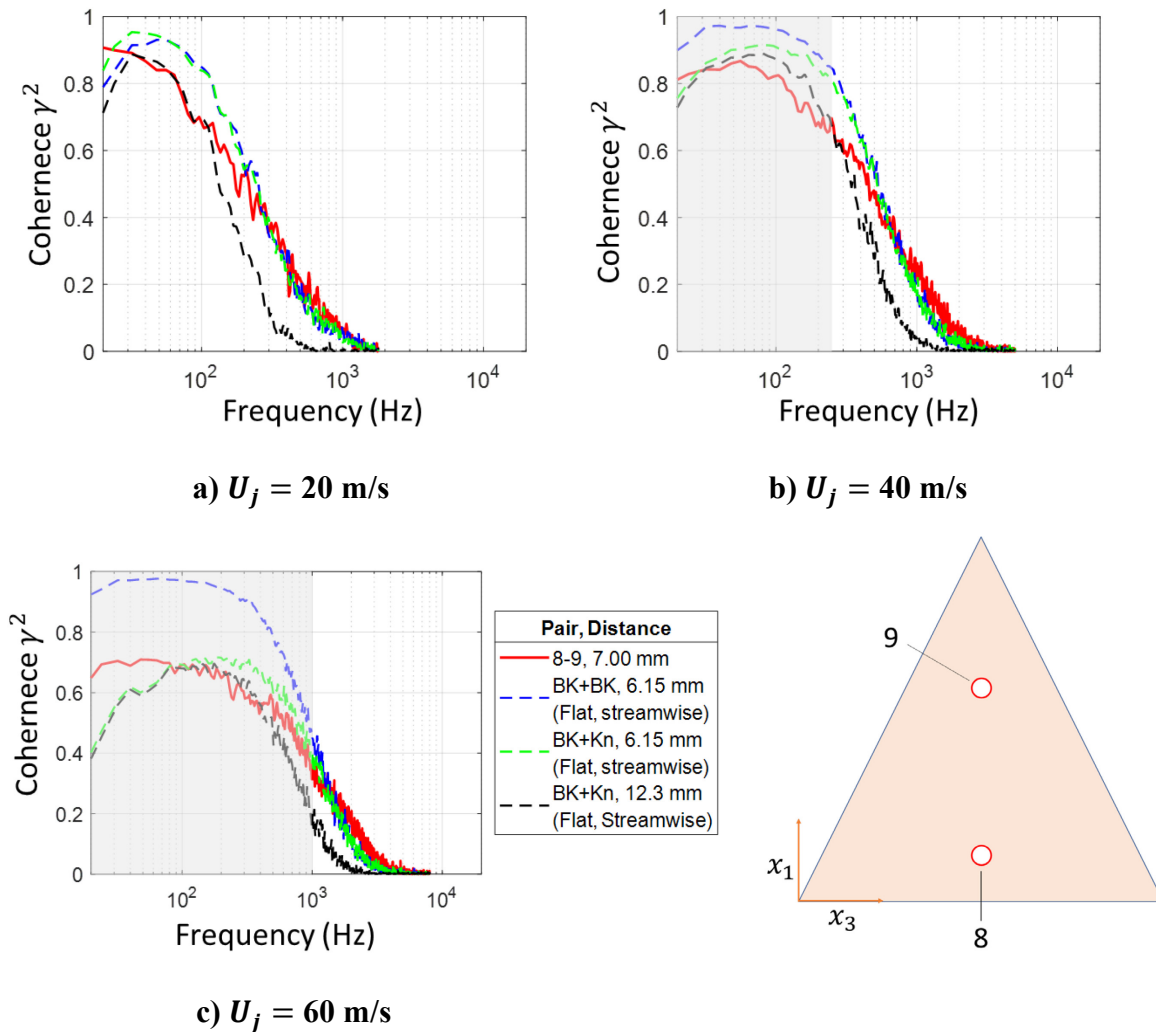 Cohernece γ²
1
0.8
0.6
0.4
0.2
0
10² 10³ 10⁴
Frequency (Hz)
a) U_j = 20 m/s
Cohernece γ²
1
0.8
0.6
0.4
0.2
0
10² 10³ 10⁴
Frequency (Hz)
b) U_j = 40 m/s
Cohernece γ²
1
0.8
0.6
0.4
0.2
0
10² 10³ 10⁴
Frequency (Hz)
c) U_j = 60 m/s
Pair, Distance
8-9, 7.00 mm
BK+BK, 6.15 mm
(Flat, streamwise)
BK+Kn, 6.15 mm
(Flat, streamwise)
BK+Kn, 12.3 mm
(Flat, Streamwise)
9
x₁
x₃
8